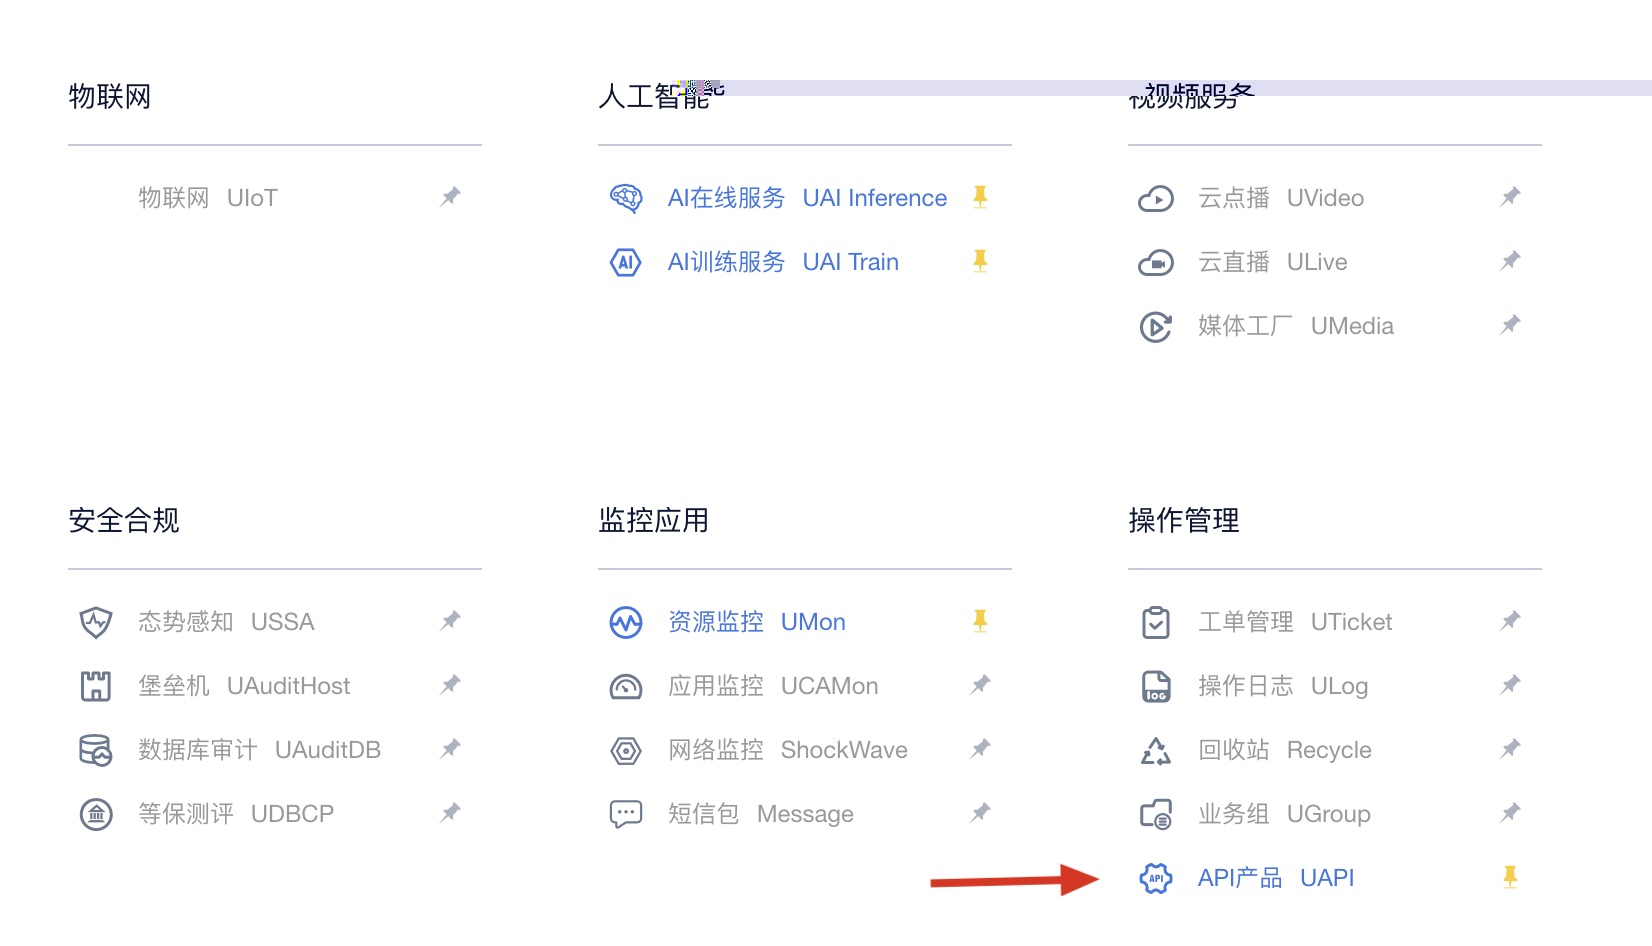 物联网
物联网 UIoT
人工智能
AI在线服务 UAI Inference
AI训练服务 UAI Train
视频服务
云点播 UVideo
云直播 ULive
媒体工厂 UMedia
安全合规
态势感知 USSA
堡垒机 UAuditHost
数据库审计 UAuditDB
等保测评 UDBCP
监控应用
资源监控 UMon
应用监控 UCAMon
网络监控 ShockWave
短信包 Message
操作管理
工单管理 UTicket
操作日志 ULog
回收站 Recycle
业务组 UGroup
API产品 UAPI